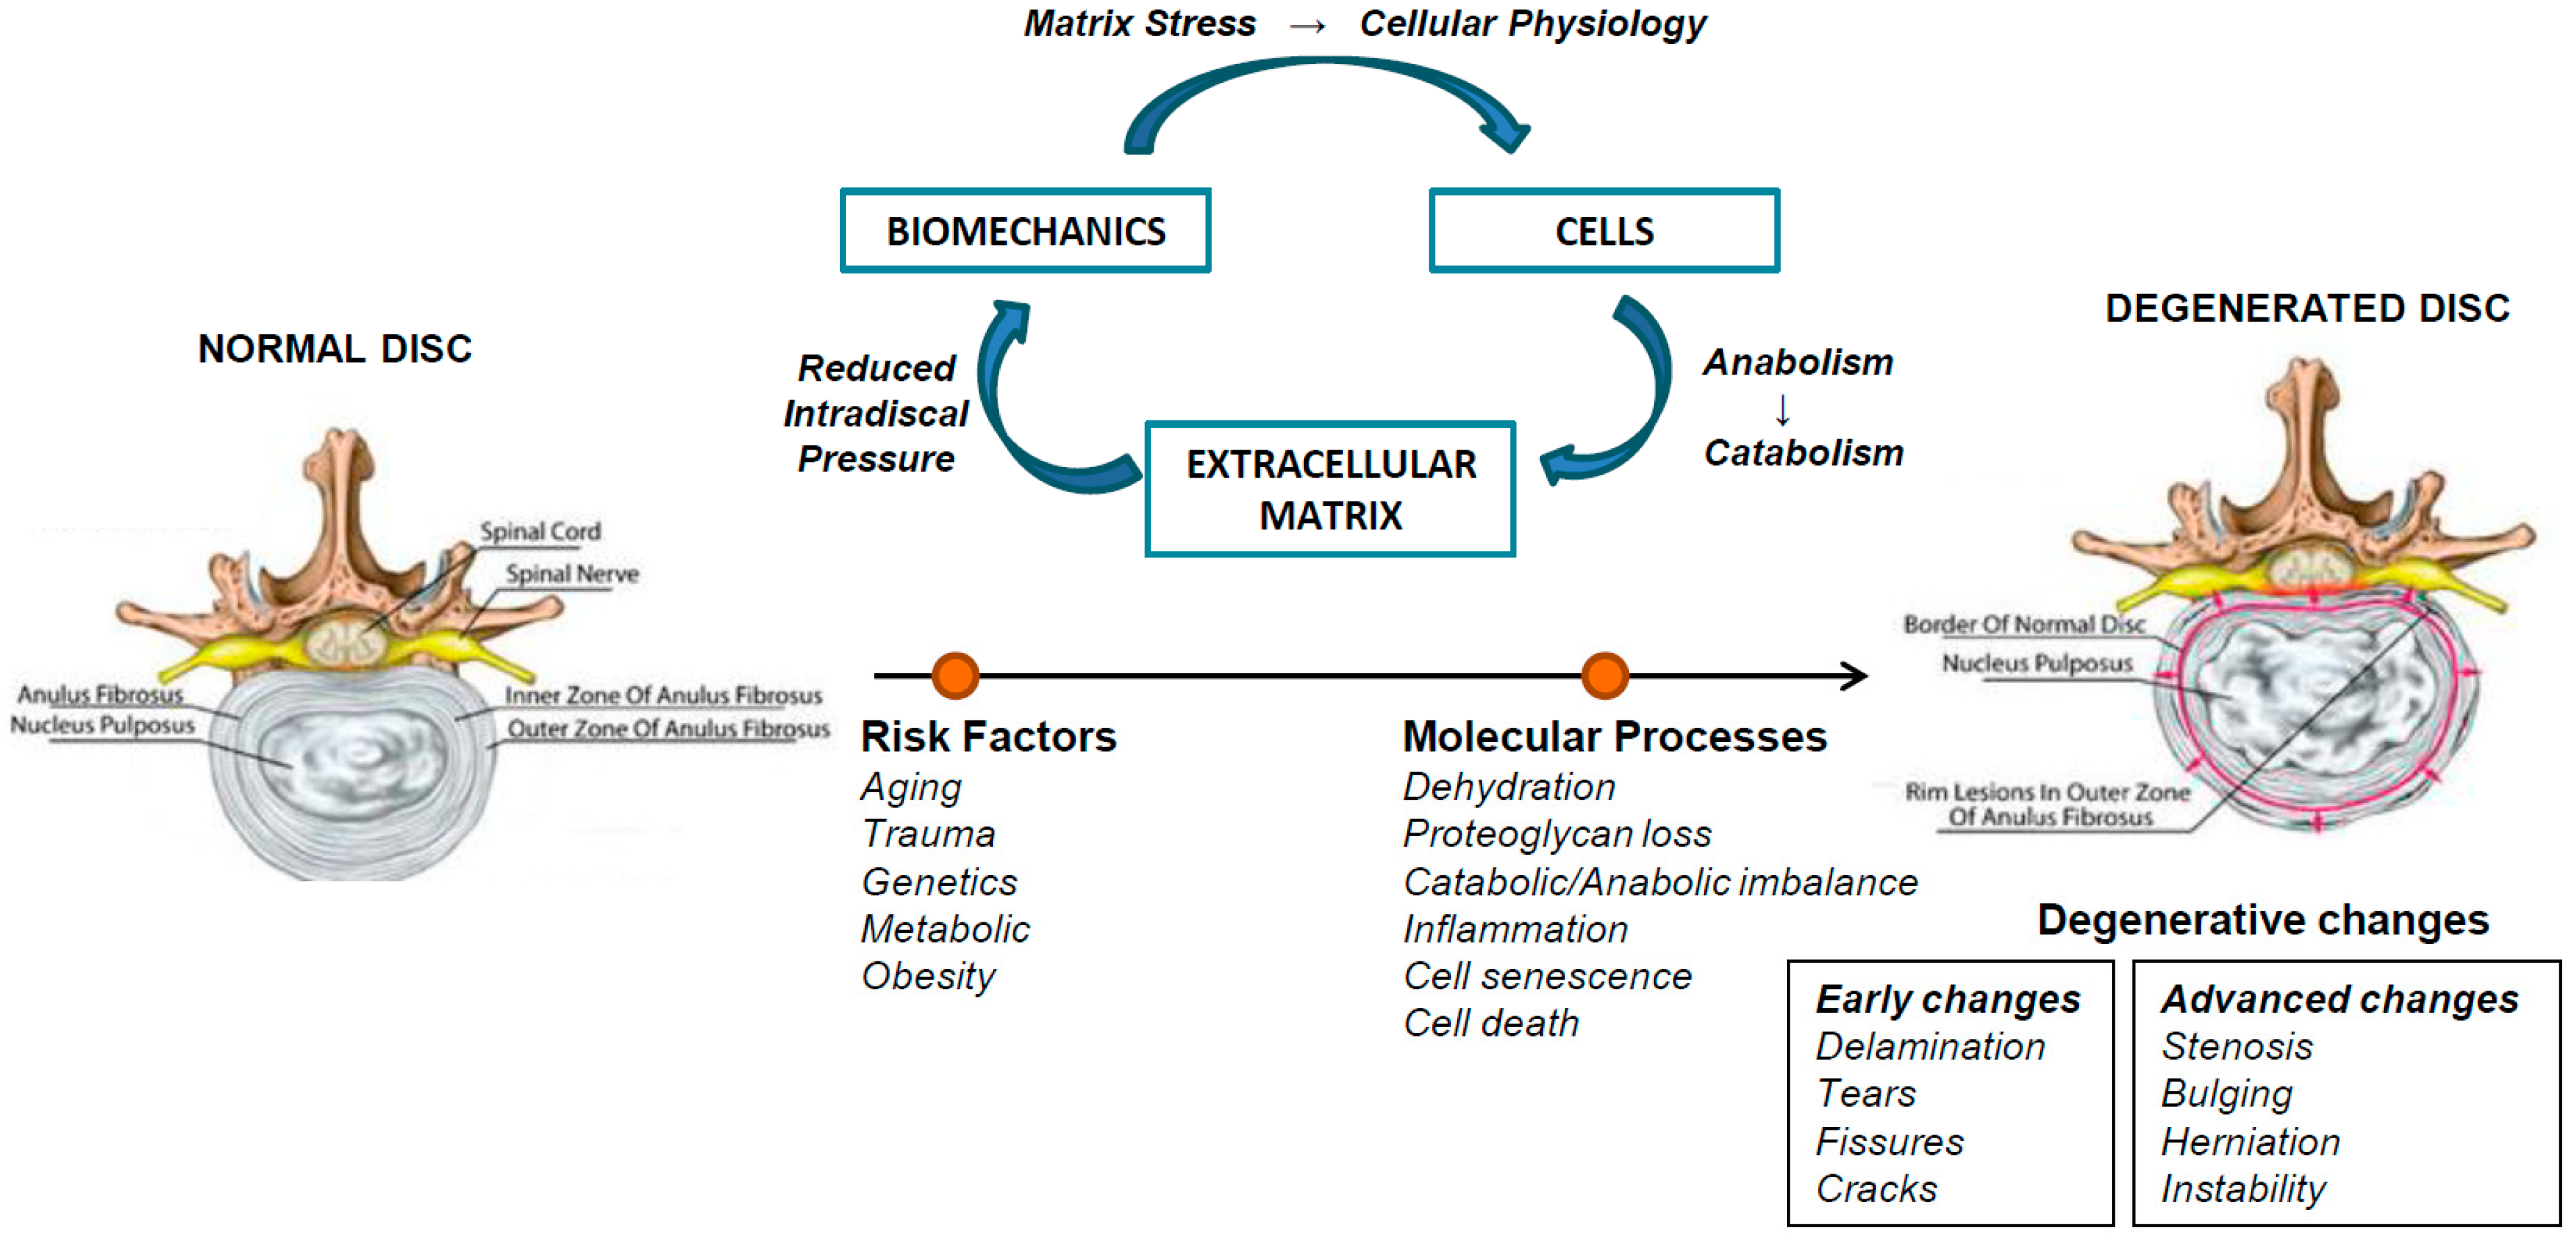 Matrix Stress → Cellular Physiology
BIOMECHANICS
CELLS
NORMAL DISC
DEGENERATED DISC
Reduced
Intradiscal
Pressure
Anabolism
↓
Catabolism
EXTRACELLULAR
MATRIX
Spinal Cord
Spinal Nerve
Anulus Fibrosus
Nucleus Pulposus
Inner Zone Of Anulus Fibrosus
Outer Zone Of Anulus Fibrosus
Border Of Normal Disc
Nucleus Pulposus
Rim Lesions In Outer Zone
Of Anulus Fibrosus
Risk Factors
Aging
Trauma
Genetics
Metabolic
Obesity
Molecular Processes
Dehydration
Proteoglycan loss
Catabolic/Anabolic imbalance
Inflammation
Cell senescence
Cell death
Degenerative changes
Early changes
Delamination
Tears
Fissures
Cracks
Advanced changes
Stenosis
Bulging
Herniation
Instability